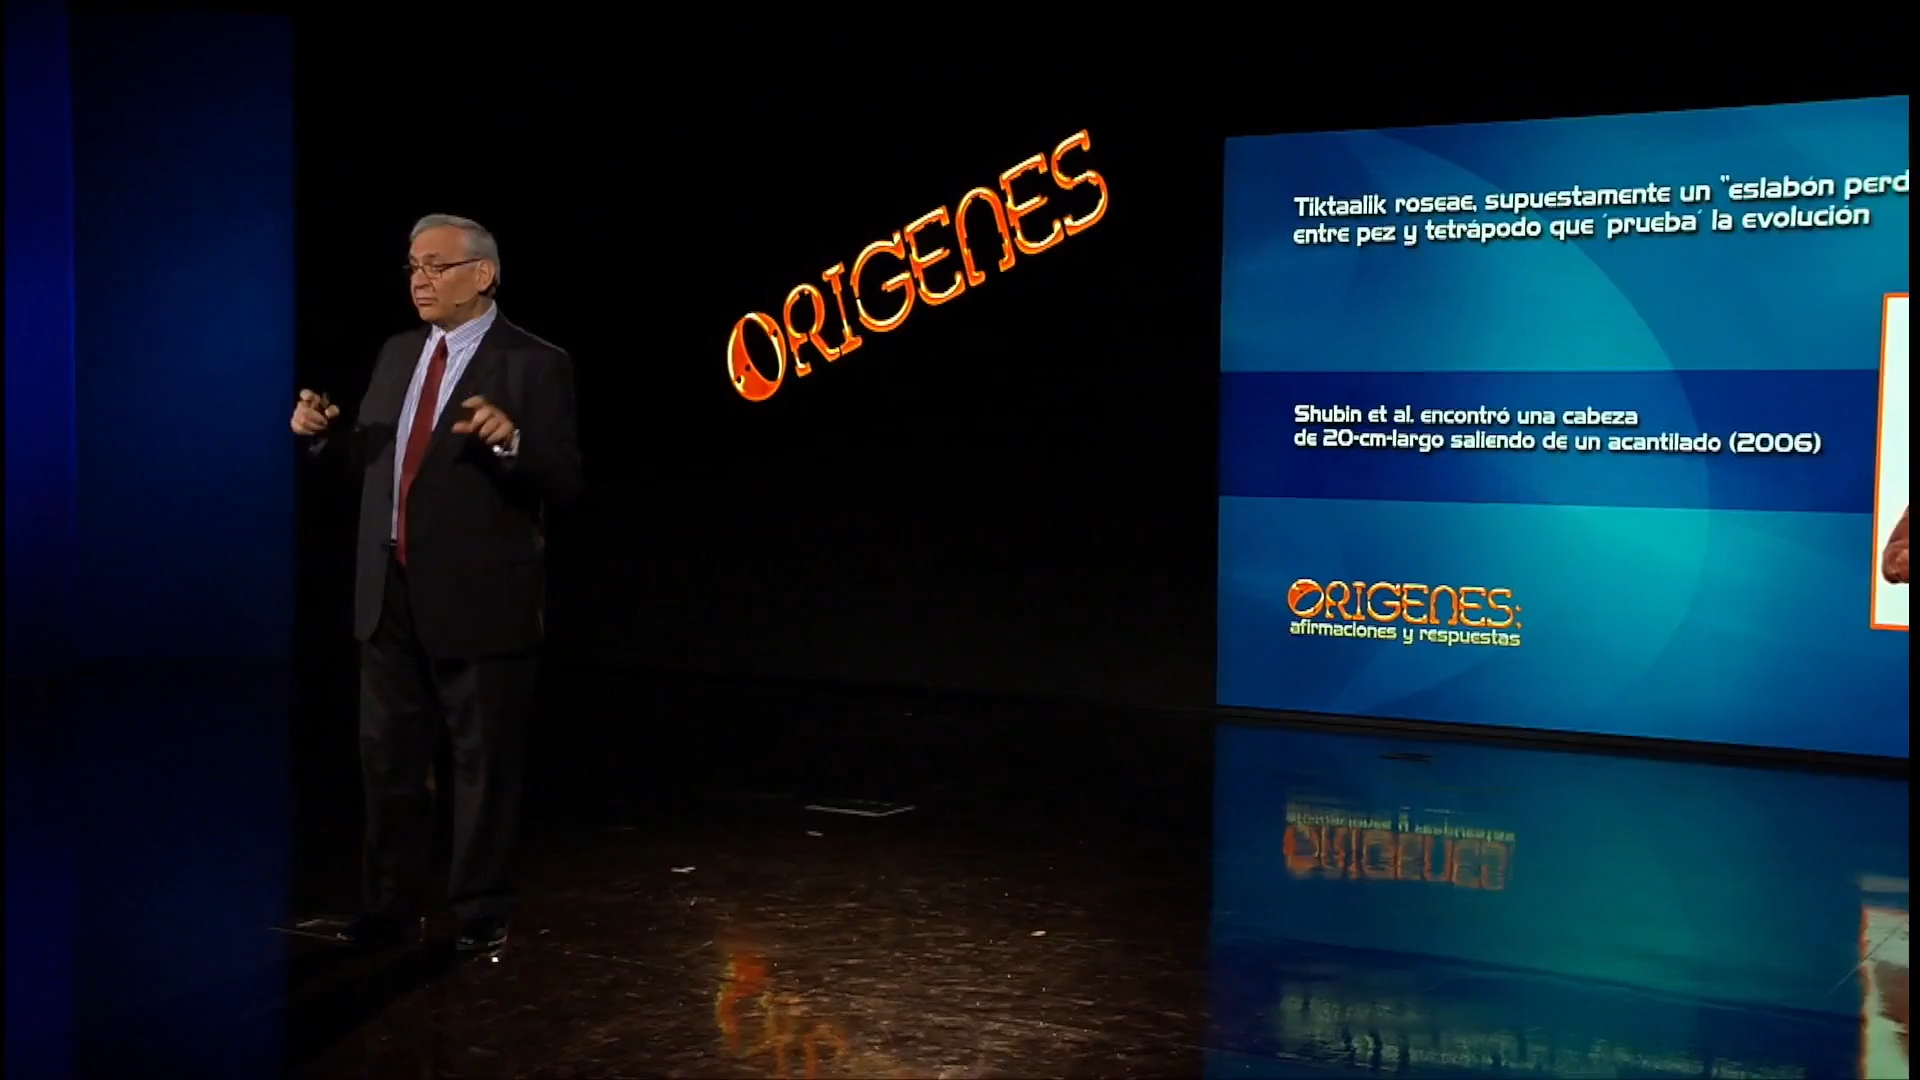 ORIGENES
Tiktaalik roseae, supuestamente un "eslabón perd
entre pez y tetrápodo que ´prueba´ la evolución
Shubin et al. encontró una cabeza
de 20-cm-largo saliendo de un acantilado (2006)
ORIGENES:
afirmaciones y respuestas